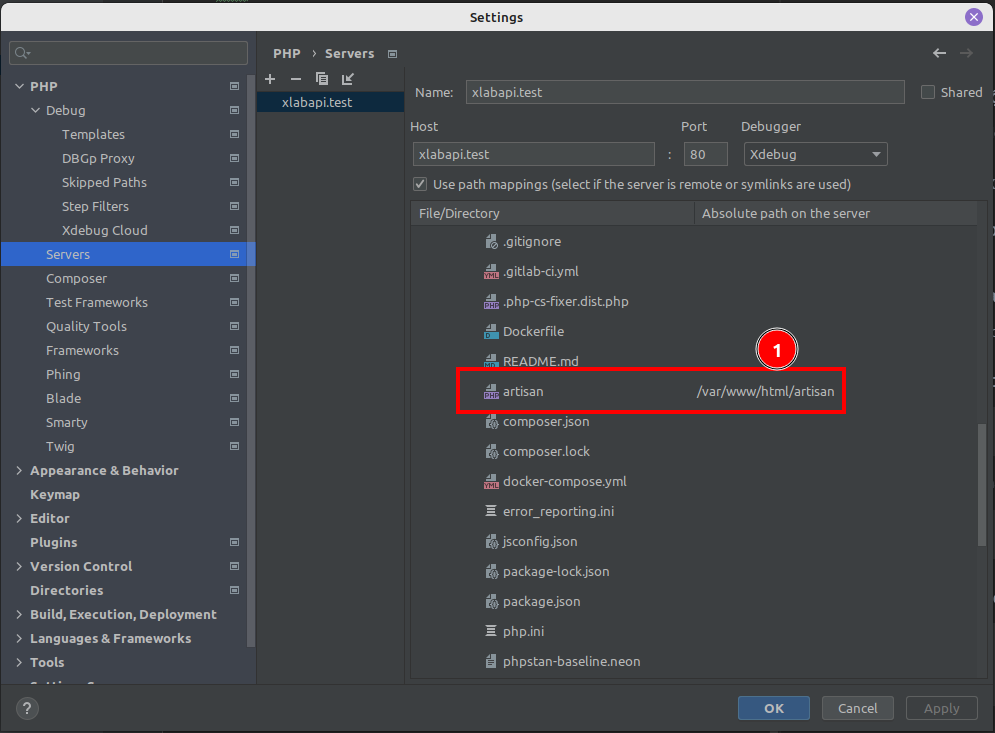 Settings
PHP › Servers
PHP
Debug
Templates
DBGp Proxy
Skipped Paths
Step Filters
Xdebug Cloud
Servers
Composer
Test Frameworks
Quality Tools
Frameworks
Phing
Blade
Smarty
Twig
Appearance & Behavior
Keymap
Editor
Plugins
Version Control
Directories
Build, Execution, Deployment
Languages & Frameworks
Tools
xlabapi.test
Name: xlabapi.test Shared
Host Port Debugger
xlabapi.test : 80 Xdebug
Use path mappings (select if the server is remote or symlinks are used)
File/Directory Absolute path on the server
.gitignore
.gitlab-ci.yml
.php-cs-fixer.dist.php
Dockerfile
README.md
1
artisan /var/www/html/artisan
composer.json
composer.lock
docker-compose.yml
error_reporting.ini
jsconfig.json
package-lock.json
package.json
php.ini
phpstan-baseline.neon
? OK Cancel Apply